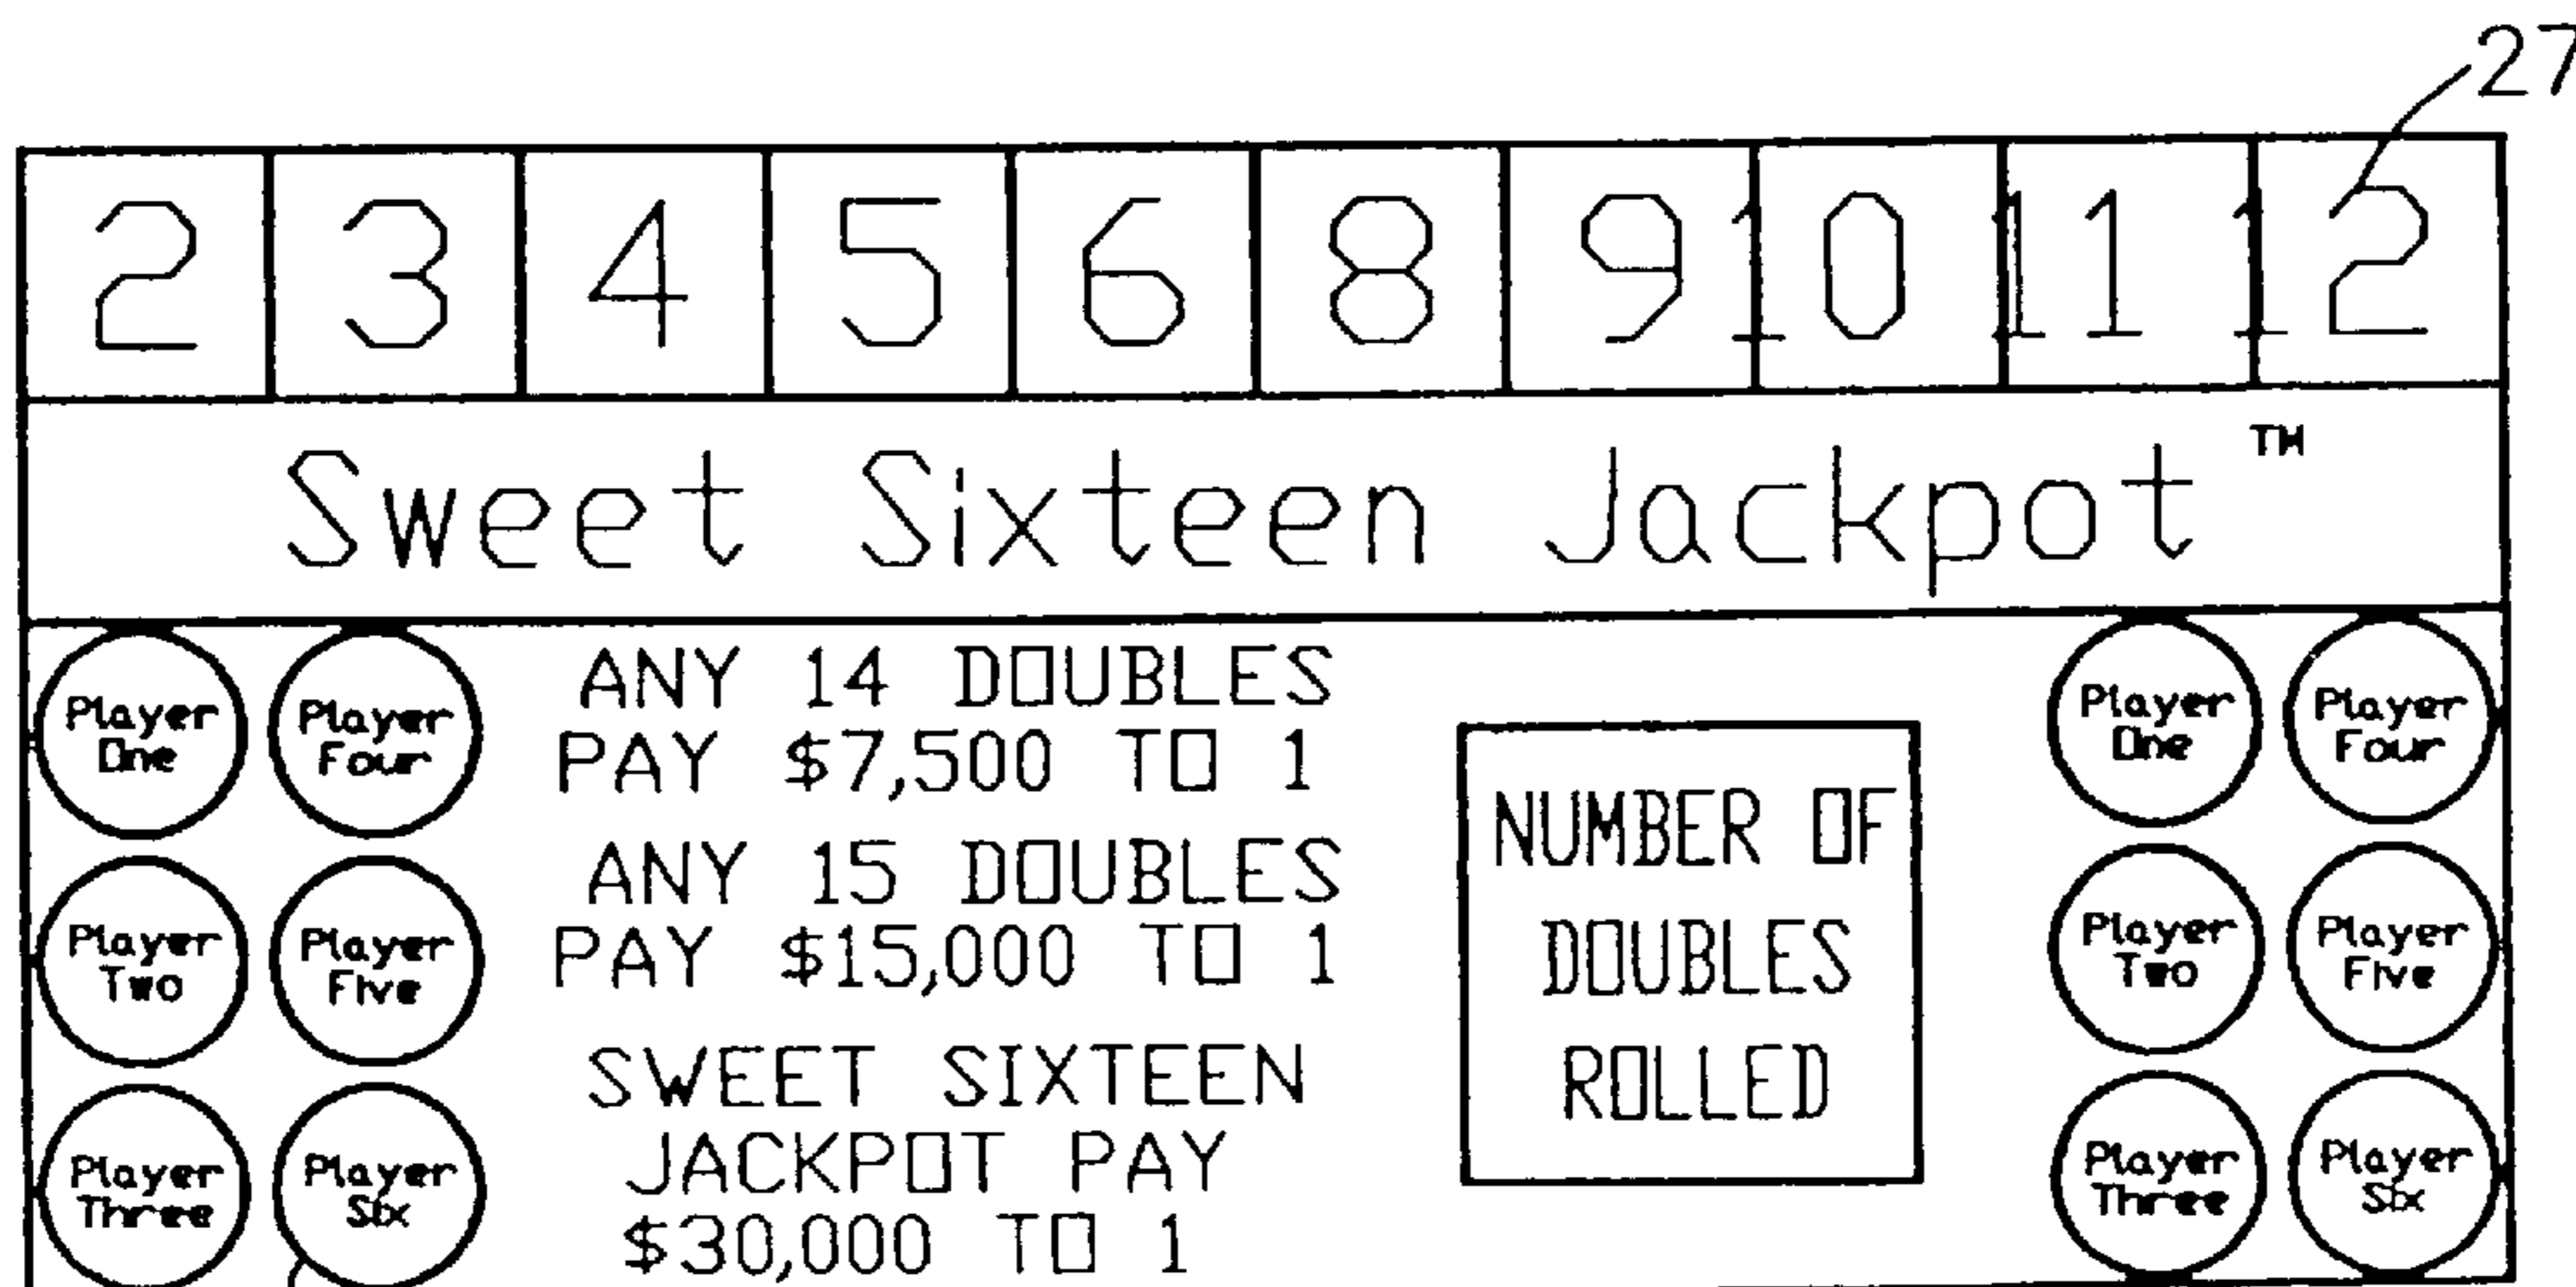 27
2 3 4 5 6 8 9 10 11 12
Sweet Sixteen Jackpot™
Player
One
Player
Four
Player
Two
Player
Five
Player
Three
Player
Six
ANY 14 DOUBLES
PAY $7,500 TO 1
ANY 15 DOUBLES
PAY $15,000 TO 1
SWEET SIXTEEN
JACKPOT PAY
$30,000 TO 1
NUMBER OF
DOUBLES
ROLLED
Player
One
Player
Four
Player
Two
Player
Five
Player
Three
Player
Six